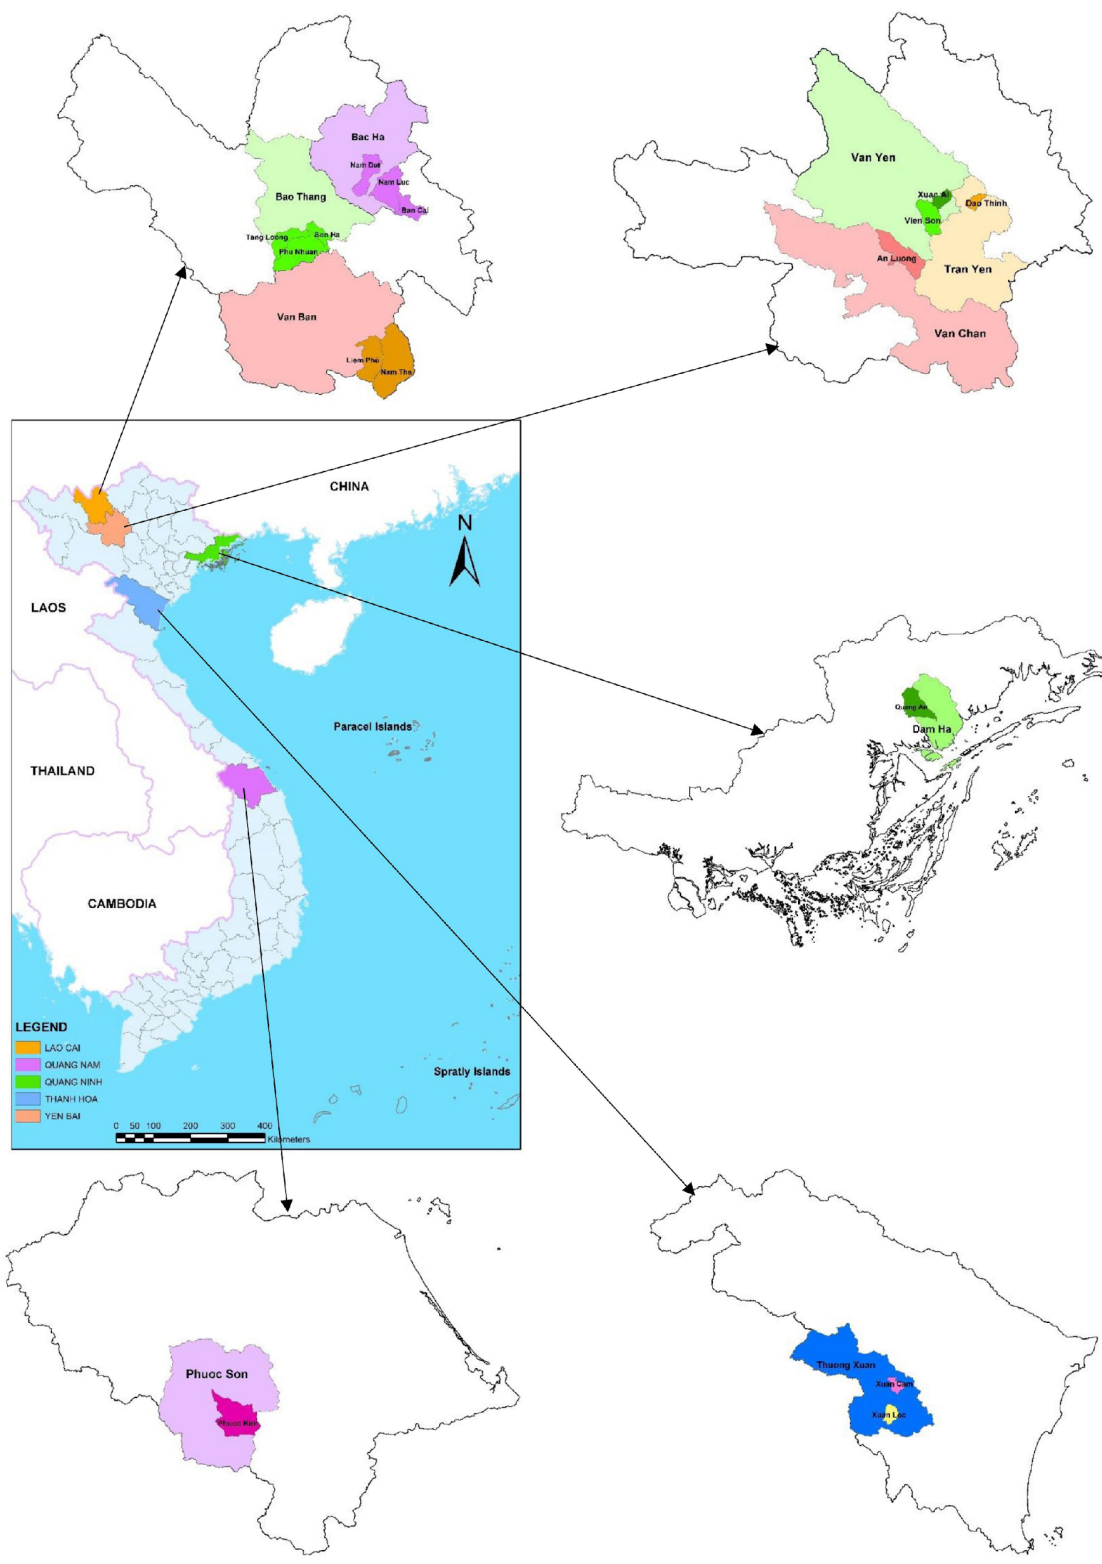 Bac Ha
Nam Det
Nam Luc
Ban Cai
Bao Thang
Tang Loong
Son Ha
Phu Nhuan
Van Ban
Liem Phu
Nam Tha
Van Yen
Xuan Ai
Dao Thinh
Vien Son
An Luong
Tran Yen
Van Chan
CHINA
N
LAOS
Paracel Islands
THAILAND
CAMBODIA
Spratly Islands
LEGEND
LAO CAI
QUANG NAM
QUANG NINH
THANH HOA
YEN BAI
0 50 100 200 300 400
Kilometers
Quang An
Dam Ha
Phuoc Son
Phuoc Kim
Thuong Xuan
Xuan Cam
Xuan Loc